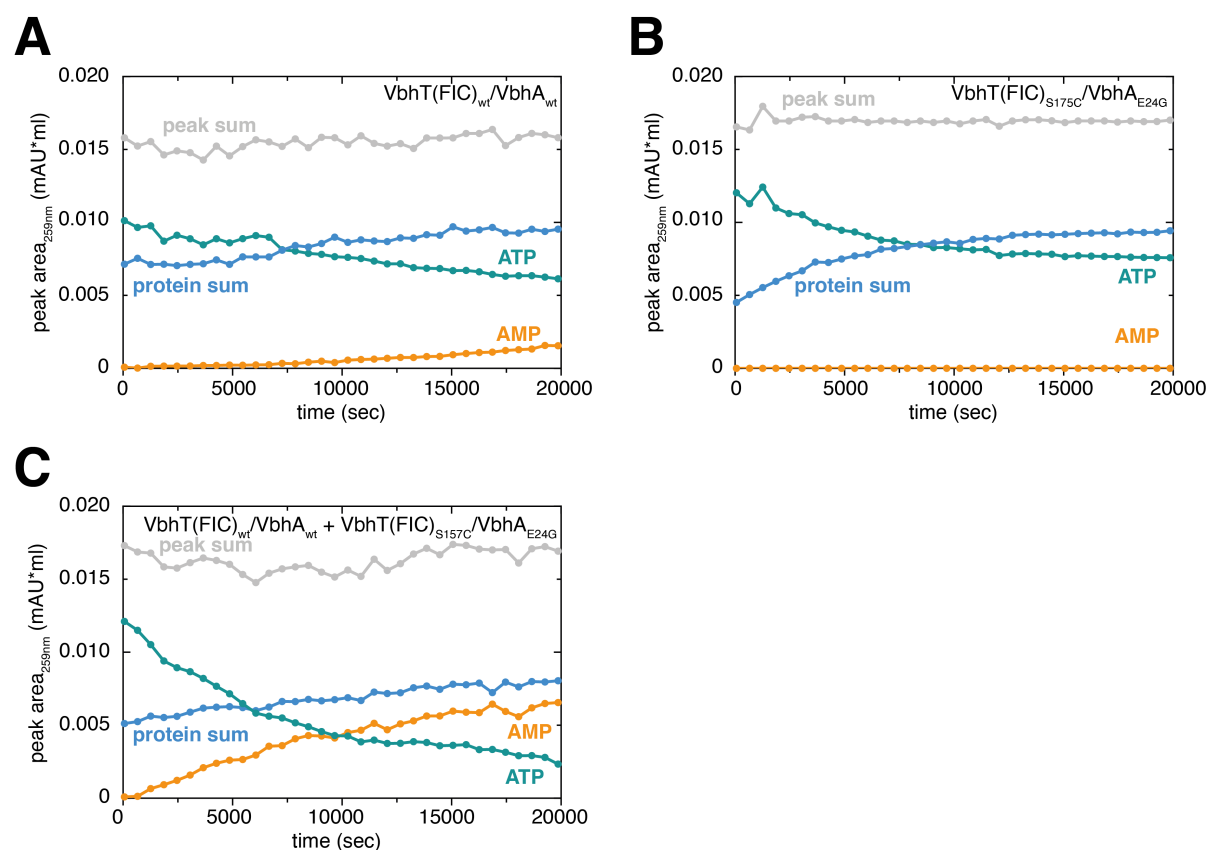 A
0.020
0.015
0.010
0.005
0
peak area259nm (mAU*ml)
VbhT(FIC)wt/VbhAwt
peak sum
ATP
protein sum
AMP
0 5000 10000 15000 20000
time (sec)
B
0.020
0.015
0.010
0.005
0
peak area259nm (mAU*ml)
VbhT(FIC)S175C/VbhAE24G
peak sum
protein sum
ATP
AMP
0 5000 10000 15000 20000
time (sec)
C
0.020
0.015
0.010
0.005
0
peak area259nm (mAU*ml)
VbhT(FIC)wt/VbhAwt + VbhT(FIC)S157C/VbhAE24G
peak sum
protein sum
AMP
ATP
0 5000 10000 15000 20000
time (sec)